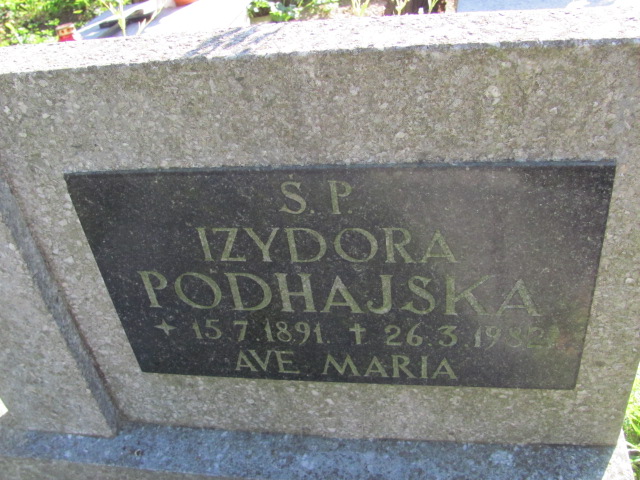 Ś. P.
IZYDORA
PODHAJSKA
✦ 15.7.1891. ✝ 26.3.1982.
AVE MARIA